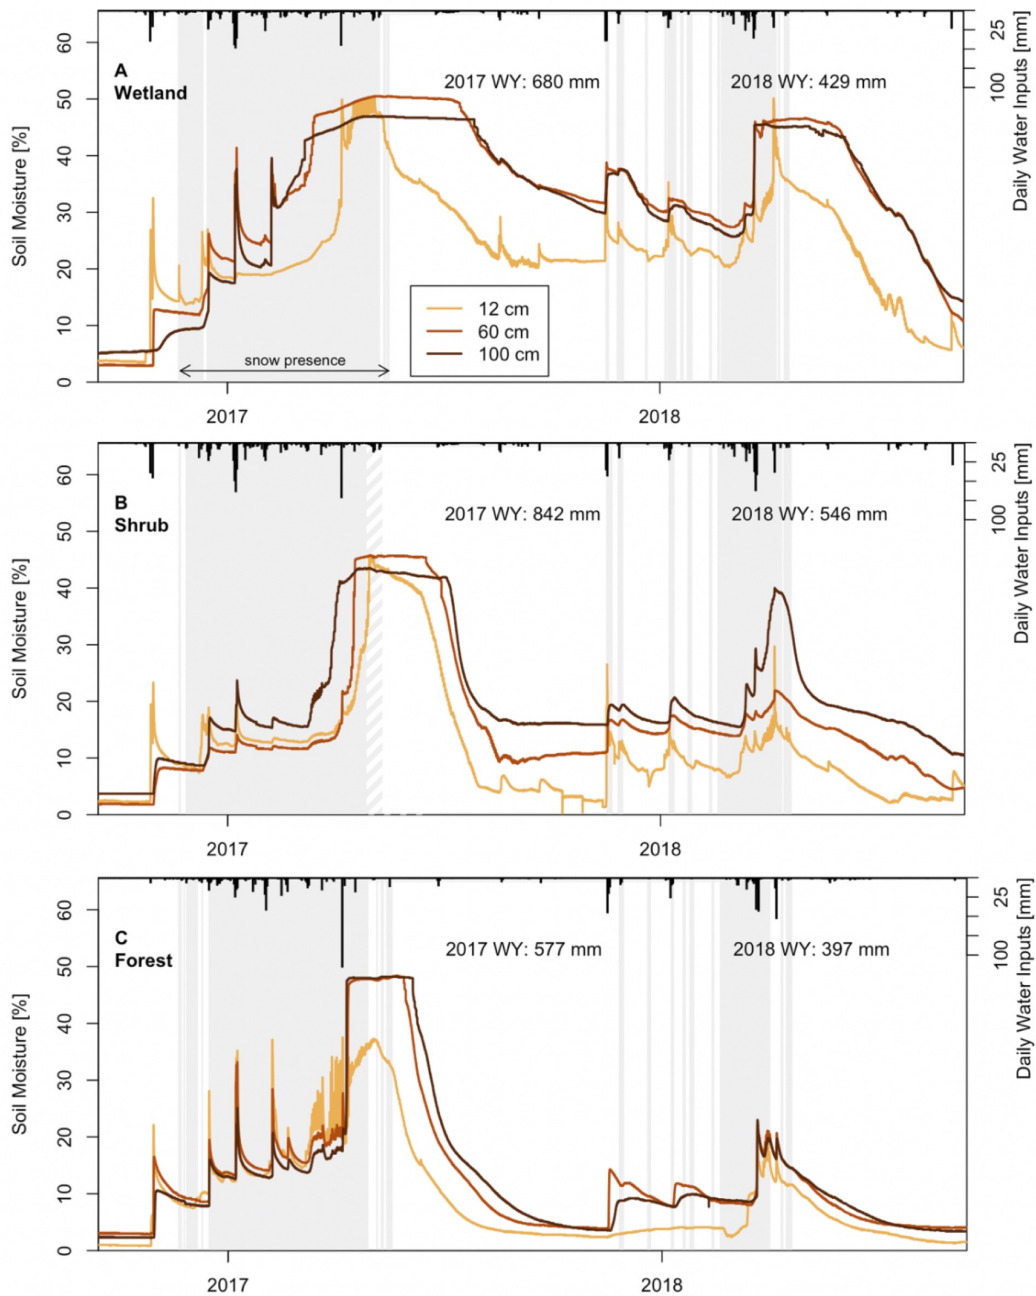 A
Wetland
2017 WY: 680 mm
2018 WY: 429 mm
Soil Moisture [%]
0 10 20 30 40 50 60
Daily Water Inputs [mm]
25
100
12 cm
60 cm
100 cm
snow presence
2017
2018
B
Shrub
2017 WY: 842 mm
2018 WY: 546 mm
Soil Moisture [%]
0 10 20 30 40 50 60
Daily Water Inputs [mm]
25
100
2017
2018
C
Forest
2017 WY: 577 mm
2018 WY: 397 mm
Soil Moisture [%]
0 10 20 30 40 50 60
Daily Water Inputs [mm]
25
100
2017
2018